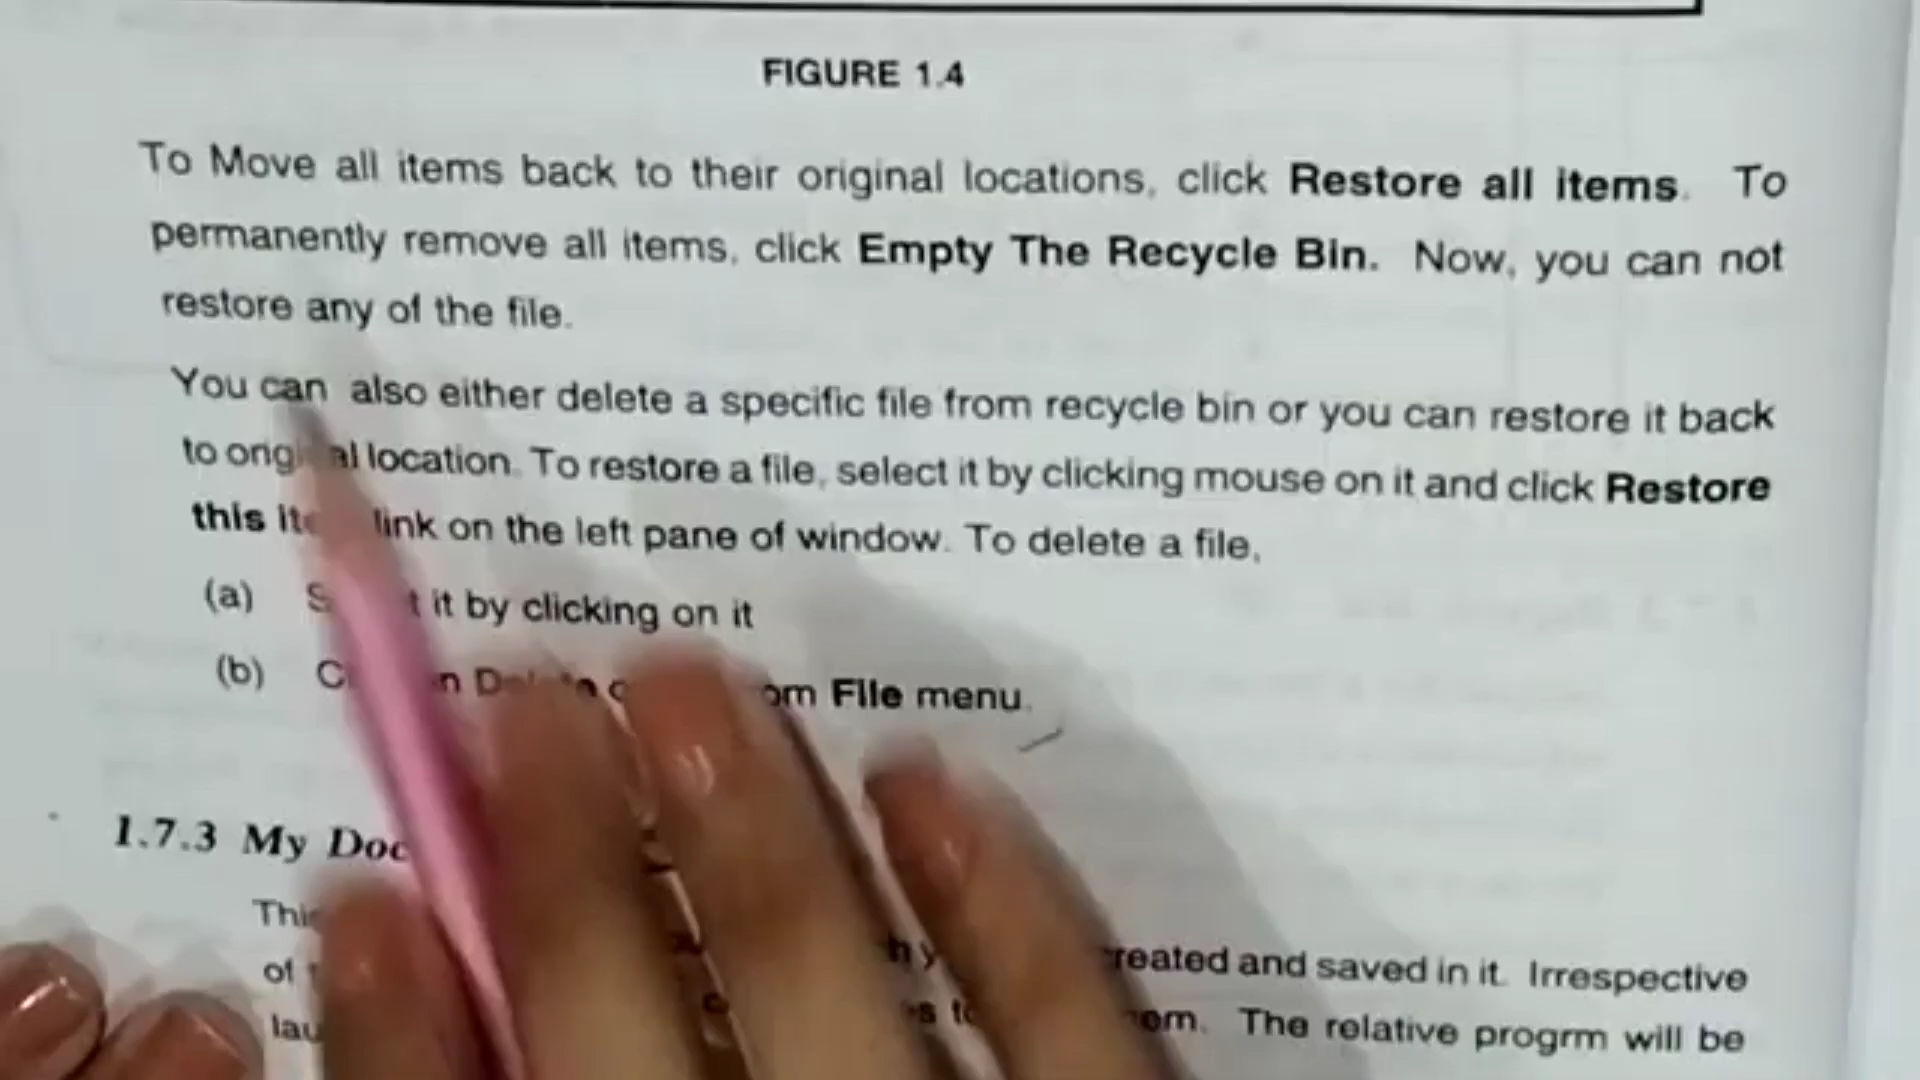 FIGURE 1.4
To Move all items back to their original locations, click Restore all items. To
permanently remove all items, click Empty The Recycle Bin. Now, you can not
restore any of the file.
You can also either delete a specific file from recycle bin or you can restore it back
to original location. To restore a file, select it by clicking mouse on it and click Restore
this link on the left pane of window. To delete a file,
(a) it by clicking on it
(b) File menu.
1.7.3 My
of created and saved in it. Irrespective
The relative progrm will be